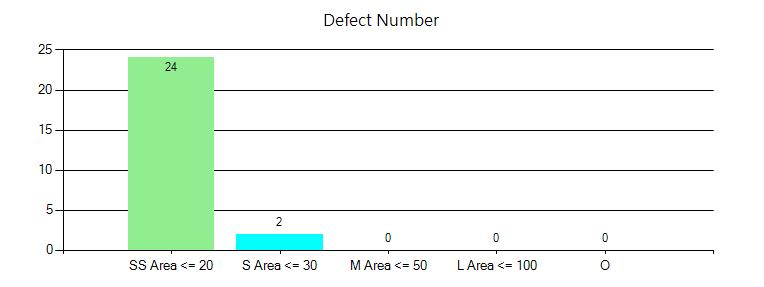 Defect Number
25
20
15
10
5
0
24
2
0
0
0
SS Area <= 20
S Area <= 30
M Area <= 50
L Area <= 100
O